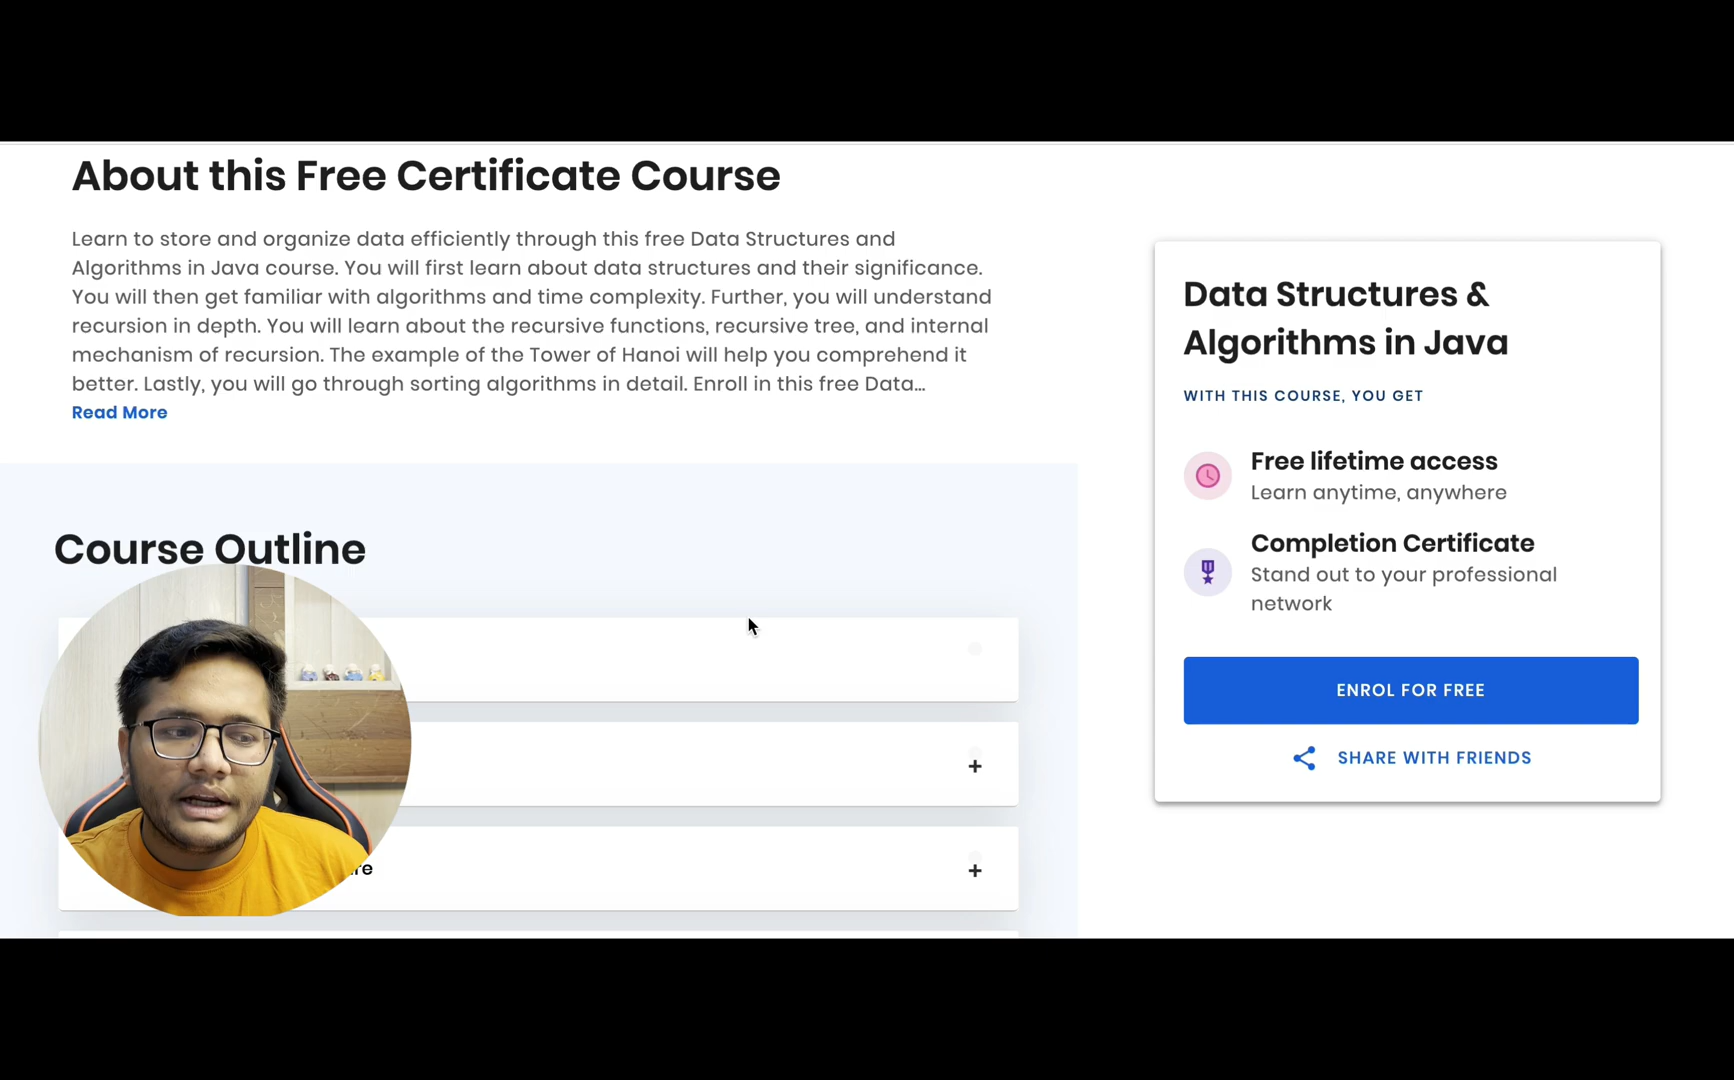 About this Free Certificate Course
Learn to store and organize data efficiently through this free Data Structures and
Algorithms in Java course. You will first learn about data structures and their significance.
You will then get familiar with algorithms and time complexity. Further, you will understand
recursion in depth. You will learn about the recursive functions, recursive tree, and internal
mechanism of recursion. The example of the Tower of Hanoi will help you comprehend it
better. Lastly, you will go through sorting algorithms in detail. Enroll in this free Data...
Read More
Course Outline
+
+
Data Structures &
Algorithms in Java
WITH THIS COURSE, YOU GET
Free lifetime access
Learn anytime, anywhere
Completion Certificate
Stand out to your professional
network
ENROL FOR FREE
SHARE WITH FRIENDS